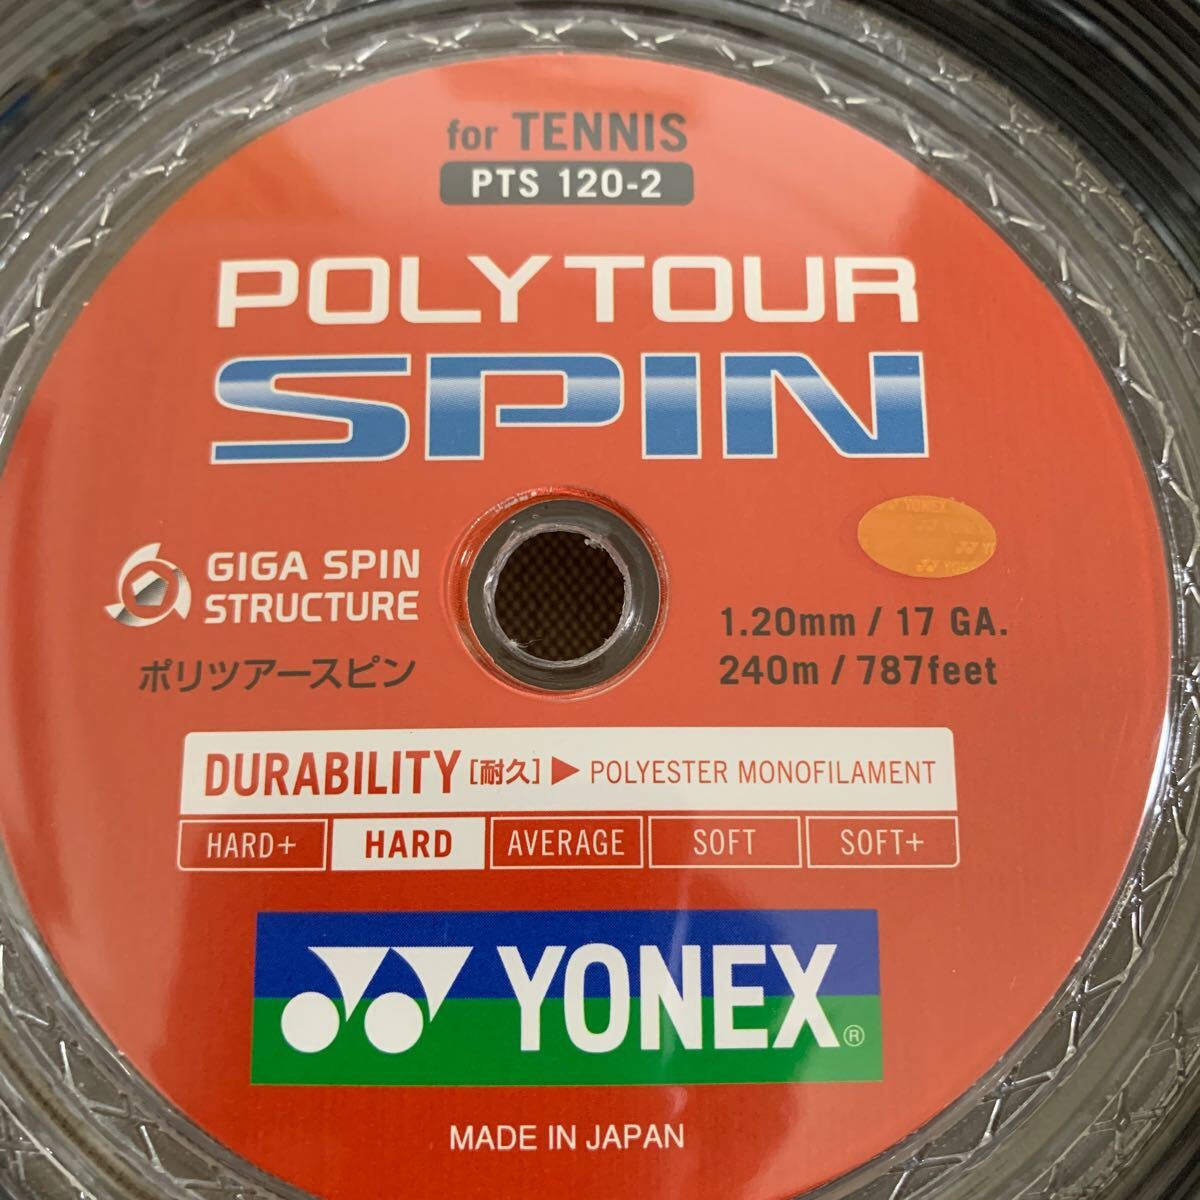 for TENNIS
PTS 120-2
POLYTOUR
SPIN
YONEX
GIGA SPIN
STRUCTURE
ポリツアースピン
1.20mm / 17 GA.
240m / 787feet
DURABILITY [耐久] ▶ POLYESTER MONOFILAMENT
HARD+ HARD AVERAGE SOFT SOFT+
YONEX®
MADE IN JAPAN